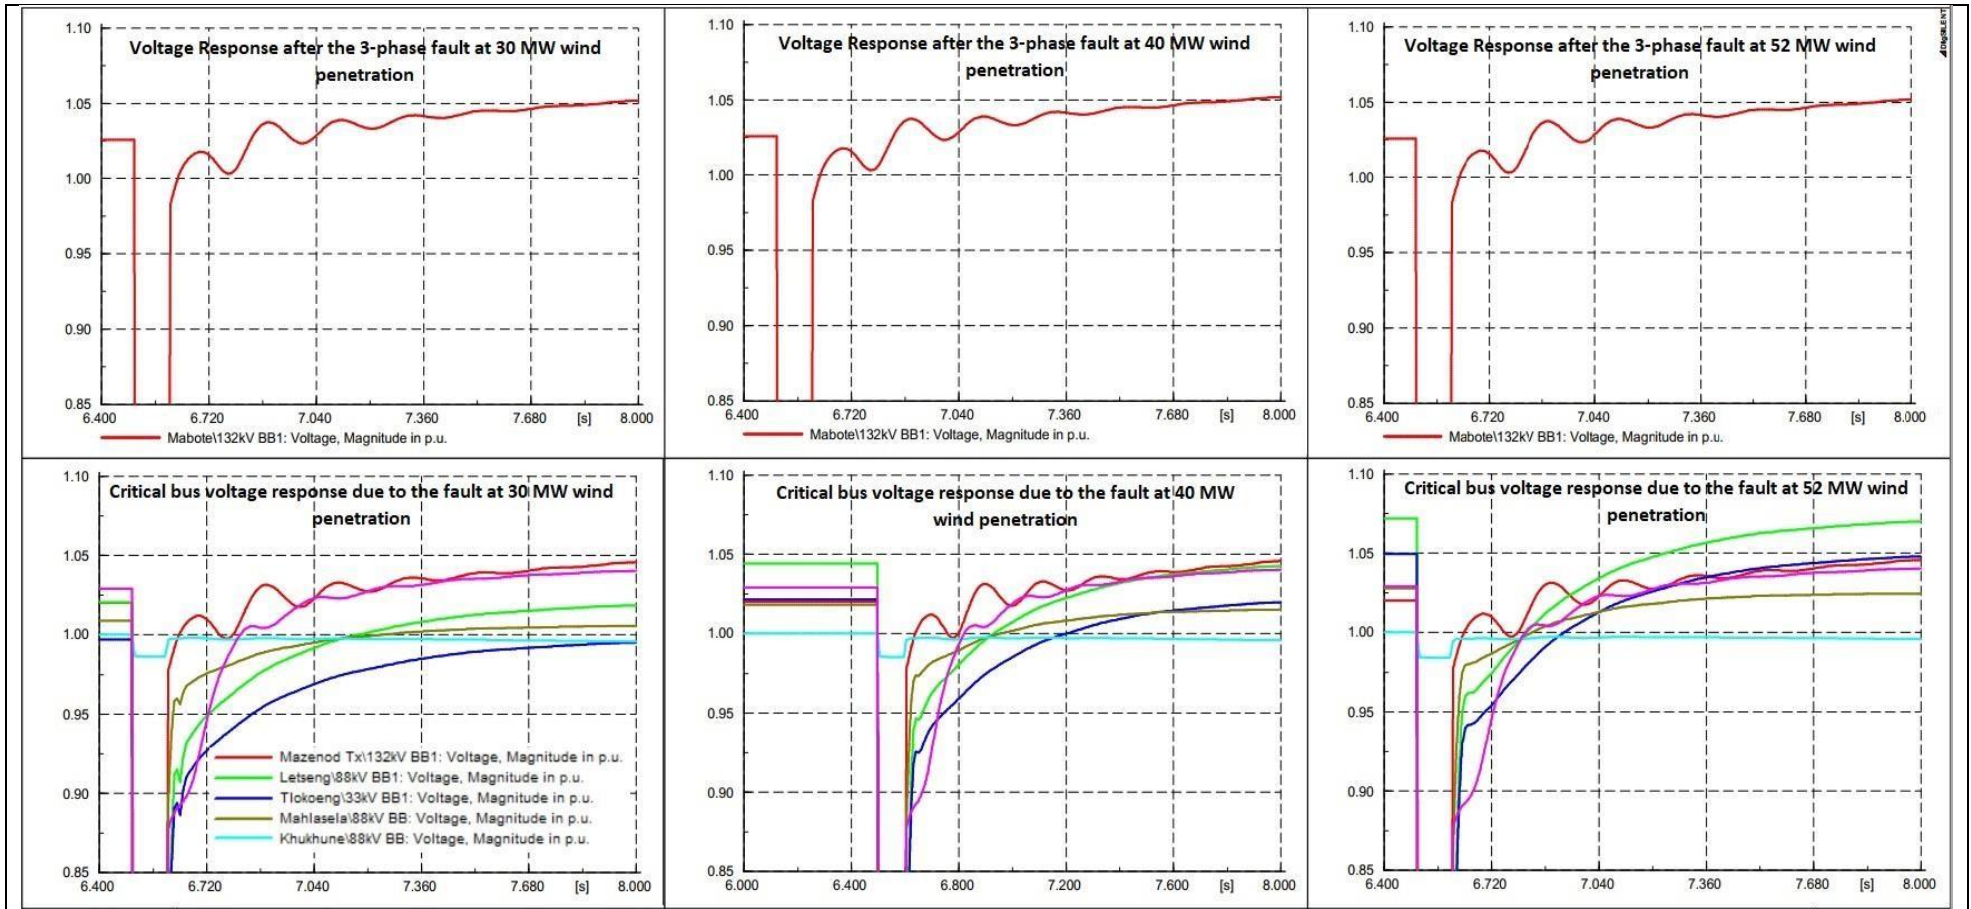 1.10
1.05
1.00
0.95
0.90
0.85
Voltage Response after the 3-phase fault at 30 MW wind
penetration
6.400 6.720 7.040 7.360 7.680 [s] 8.000
Mabote\132kV BB1: Voltage, Magnitude in p.u.
1.10
1.05
1.00
0.95
0.90
0.85
Voltage Response after the 3-phase fault at 40 MW wind
penetration
6.400 6.720 7.040 7.360 7.680 [s] 8.000
Mabote\132kV BB1: Voltage, Magnitude in p.u.
1.10
1.05
1.00
0.95
0.90
0.85
Voltage Response after the 3-phase fault at 52 MW wind
penetration
DIgSILENT
6.400 6.720 7.040 7.360 7.680 [s] 8.000
Mabote\132kV BB1: Voltage, Magnitude in p.u.
1.10
1.05
1.00
0.95
0.90
0.85
Critical bus voltage response due to the fault at 30 MW wind
penetration
Mazenod Tx\132kV BB1: Voltage, Magnitude in p.u.
Letseng\88kV BB1: Voltage, Magnitude in p.u.
Tlokoeng\33kV BB1: Voltage, Magnitude in p.u.
Mahlasela\88kV BB: Voltage, Magnitude in p.u.
Khukhune\88kV BB: Voltage, Magnitude in p.u.
6.400 6.720 7.040 7.360 7.680 [s] 8.000
1.10
1.05
1.00
0.95
0.90
0.85
Critical bus voltage response due to the fault at 40 MW
wind penetration
6.000 6.400 6.800 7.200 7.600 [s] 8.000
1.10
1.05
1.00
0.95
0.90
0.85
Critical bus voltage response due to the fault at 52 MW wind
penetration
6.400 6.720 7.040 7.360 7.680 [s] 8.000